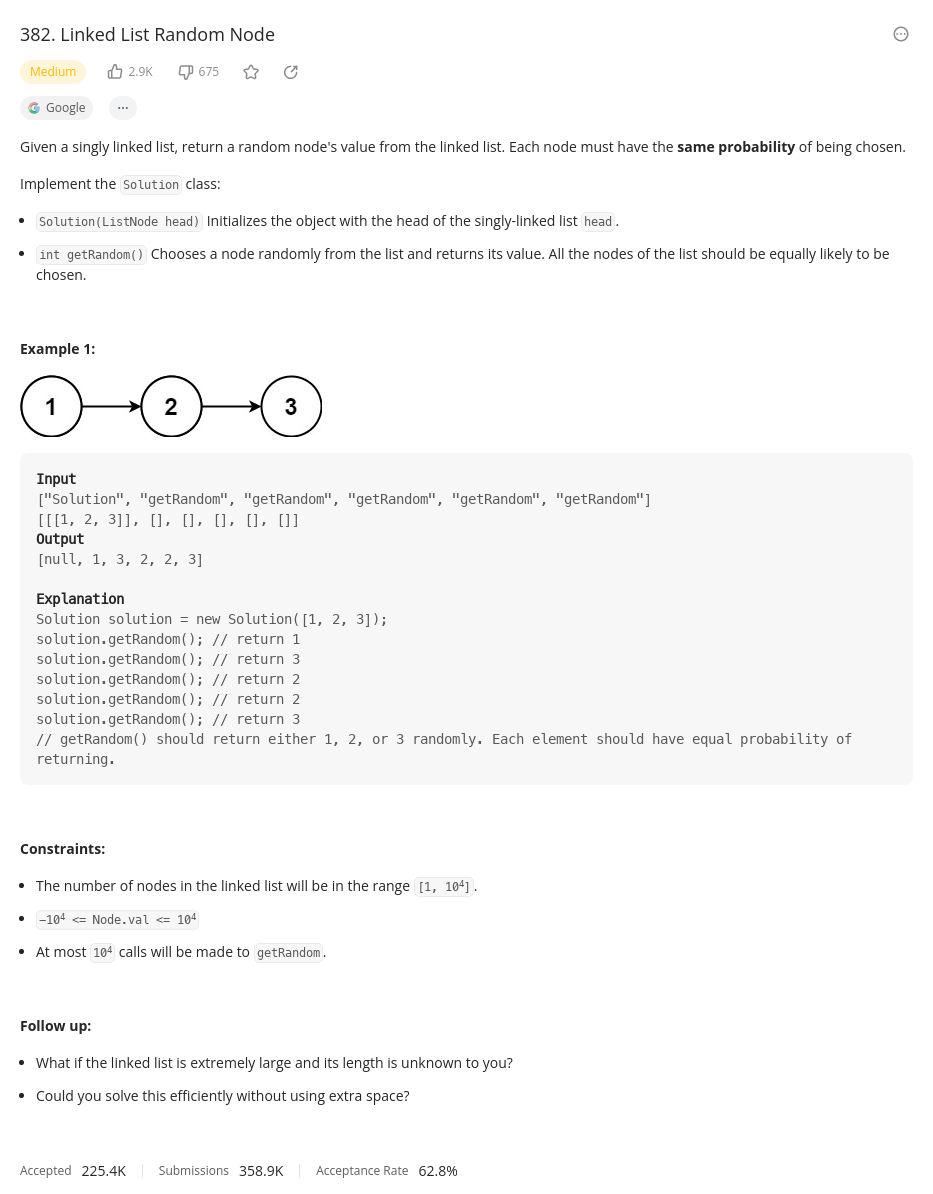 382. Linked List Random Node
Medium 2.9K 675
Google ...
Given a singly linked list, return a random node's value from the linked list. Each node must have the same probability of being chosen.
Implement the Solution class:
• Solution(ListNode head) Initializes the object with the head of the singly-linked list head.
• int getRandom() Chooses a node randomly from the list and returns its value. All the nodes of the list should be equally likely to be
chosen.
Example 1:
1 2 3
Input
["Solution", "getRandom", "getRandom", "getRandom", "getRandom", "getRandom"]
[[[1, 2, 3]], [], [], [], [], []]
Output
[null, 1, 3, 2, 2, 3]
Explanation
Solution solution = new Solution([1, 2, 3]);
solution.getRandom(); // return 1
solution.getRandom(); // return 3
solution.getRandom(); // return 2
solution.getRandom(); // return 2
solution.getRandom(); // return 3
// getRandom() should return either 1, 2, or 3 randomly. Each element should have equal probability of
returning.
Constraints:
• The number of nodes in the linked list will be in the range [1, 10⁴].
• -10⁴ <= Node.val <= 10⁴
• At most 10⁴ calls will be made to getRandom.
Follow up:
• What if the linked list is extremely large and its length is unknown to you?
• Could you solve this efficiently without using extra space?
Accepted 225.4K Submissions 358.9K Acceptance Rate 62.8%